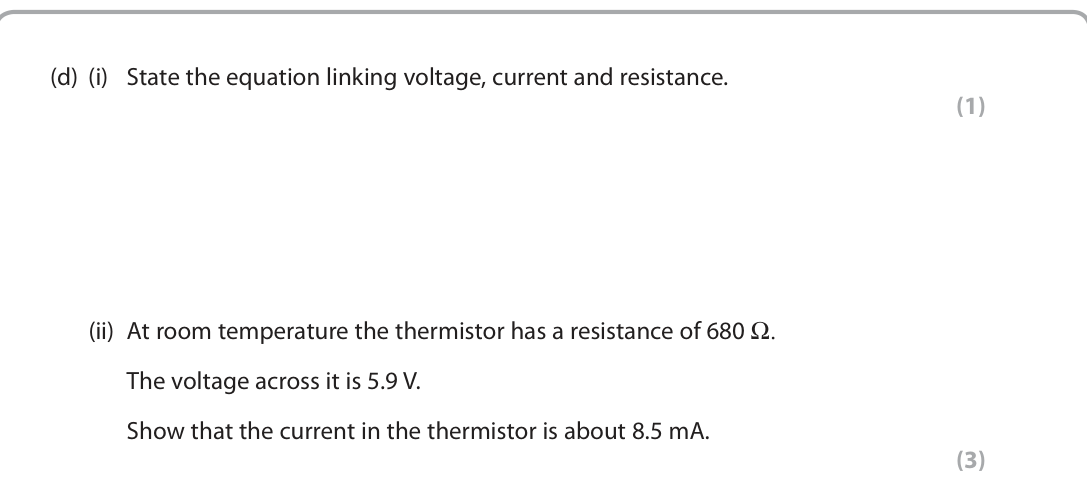 (d) (i) State the equation linking voltage, current and resistance.
(1)
(ii) At room temperature the thermistor has a resistance of 680 Ω.
The voltage across it is 5.9 V.
Show that the current in the thermistor is about 8.5 mA.
(3)